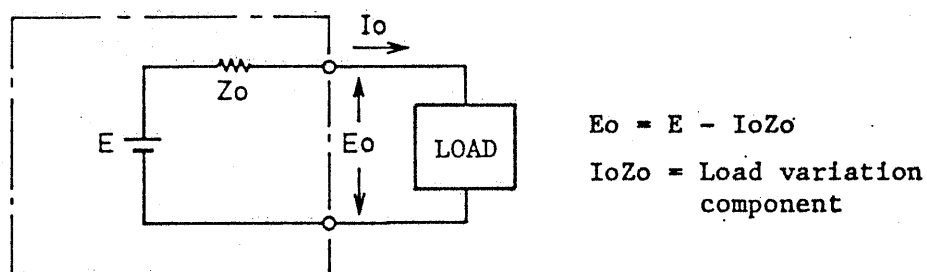 Io
Zo
E
Eo
LOAD
Eo = E - IoZo
IoZo = Load variation
component